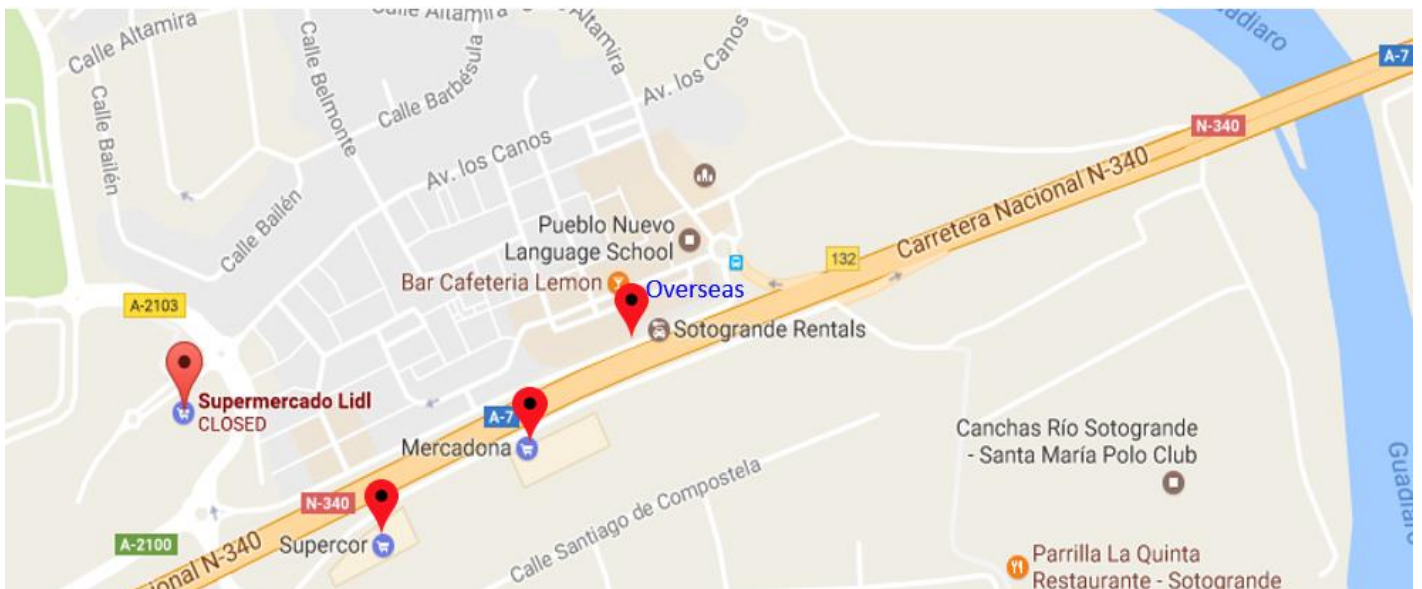 Calle Altamira
Calle Altamira
Guadiaro
A-7
Calle Belmonte
Calle Barbésula
Av. los Canos
N-340
Calle Bailén
Av. los Canos
Carretera Nacional N-340
Calle Bailén
Pueblo Nuevo
Language School
132
Bar Cafeteria Lemon
Overseas
A-2103
Sotogrande Rentals
Supermercado Lidl
CLOSED
A-7
Mercadona
Canchas Río Sotogrande
- Santa María Polo Club
N-340
Calle Santiago de Compostela
A-2100
Supercor
ional N-340
Parrilla La Quinta
Restaurante - Sotogrande